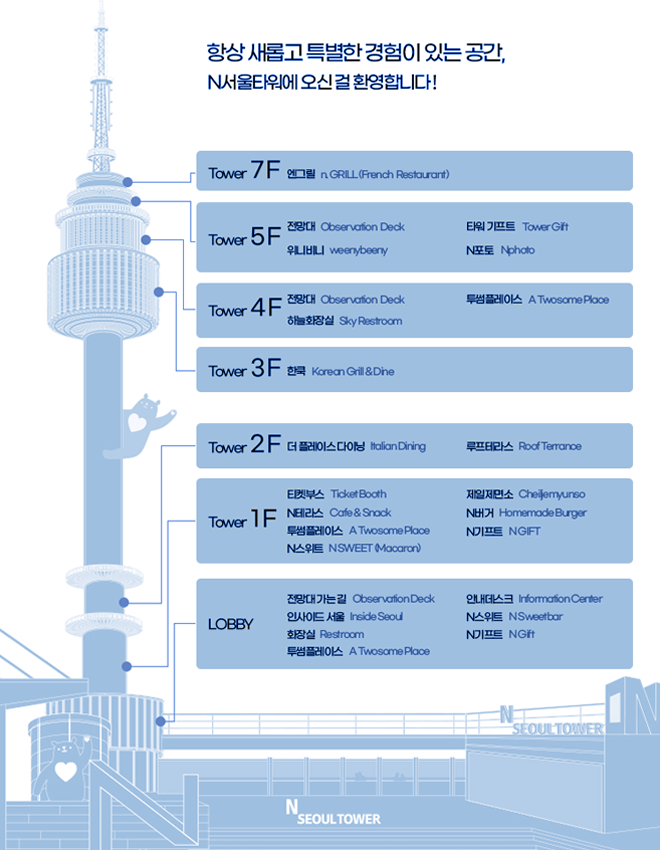 항상 새롭고 특별한 경험이 있는 공간,
N서울타워에 오신 걸 환영합니다!
Tower 7F 엔그릴 n. GRILL (French Restaurant)
Tower 5F
전망대 Observation Deck 타워 기프트 Tower Gift
위니비니 weenybeeny N포토 Nphoto
Tower 4F
전망대 Observation Deck 투썸플레이스 A Twosome Place
하늘화장실 Sky Restroom
Tower 3F 한쿡 Korean Grill & Dine
Tower 2F 더 플레이스 다이닝 Italian Dining 루프테라스 Roof Terrance
Tower 1F
티켓부스 Ticket Booth 제일제면소 Cheiljemyunso
N테라스 Cafe & Snack N버거 Homemade Burger
투썸플레이스 A Twosome Place N기프트 N GIFT
N스위트 N SWEET (Macaron)
LOBBY
전망대 가는 길 Observation Deck 안내데스크 Information Center
인사이드 서울 Inside Seoul N스위트 N Sweetbar
화장실 Restroom N기프트 N Gift
투썸플레이스 A Twosome Place
N SEOUL TOWER
N
N SEOUL TOWER